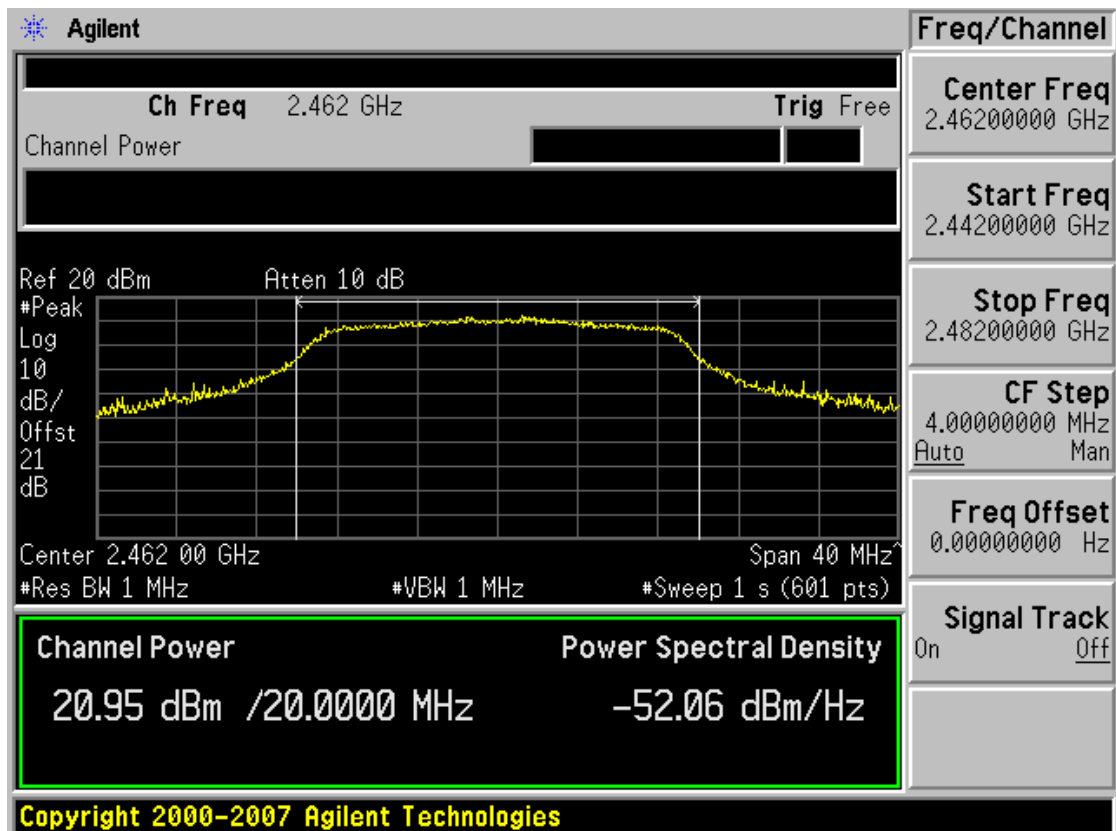 Agilent
Freq/Channel
Ch Freq 2.462 GHz Trig Free
Channel Power
Ref 20 dBm Atten 10 dB
#Peak
Log
10
dB/
Offst
21
dB
Center 2.462 00 GHz Span 40 MHz^
#Res BW 1 MHz #VBW 1 MHz #Sweep 1 s (601 pts)
Channel Power Power Spectral Density
20.95 dBm /20.0000 MHz -52.06 dBm/Hz
Center Freq
2.46200000 GHz
Start Freq
2.44200000 GHz
Stop Freq
2.48200000 GHz
CF Step
4.00000000 MHz
Auto Man
Freq Offset
0.00000000 Hz
Signal Track
On Off
Copyright 2000-2007 Agilent Technologies